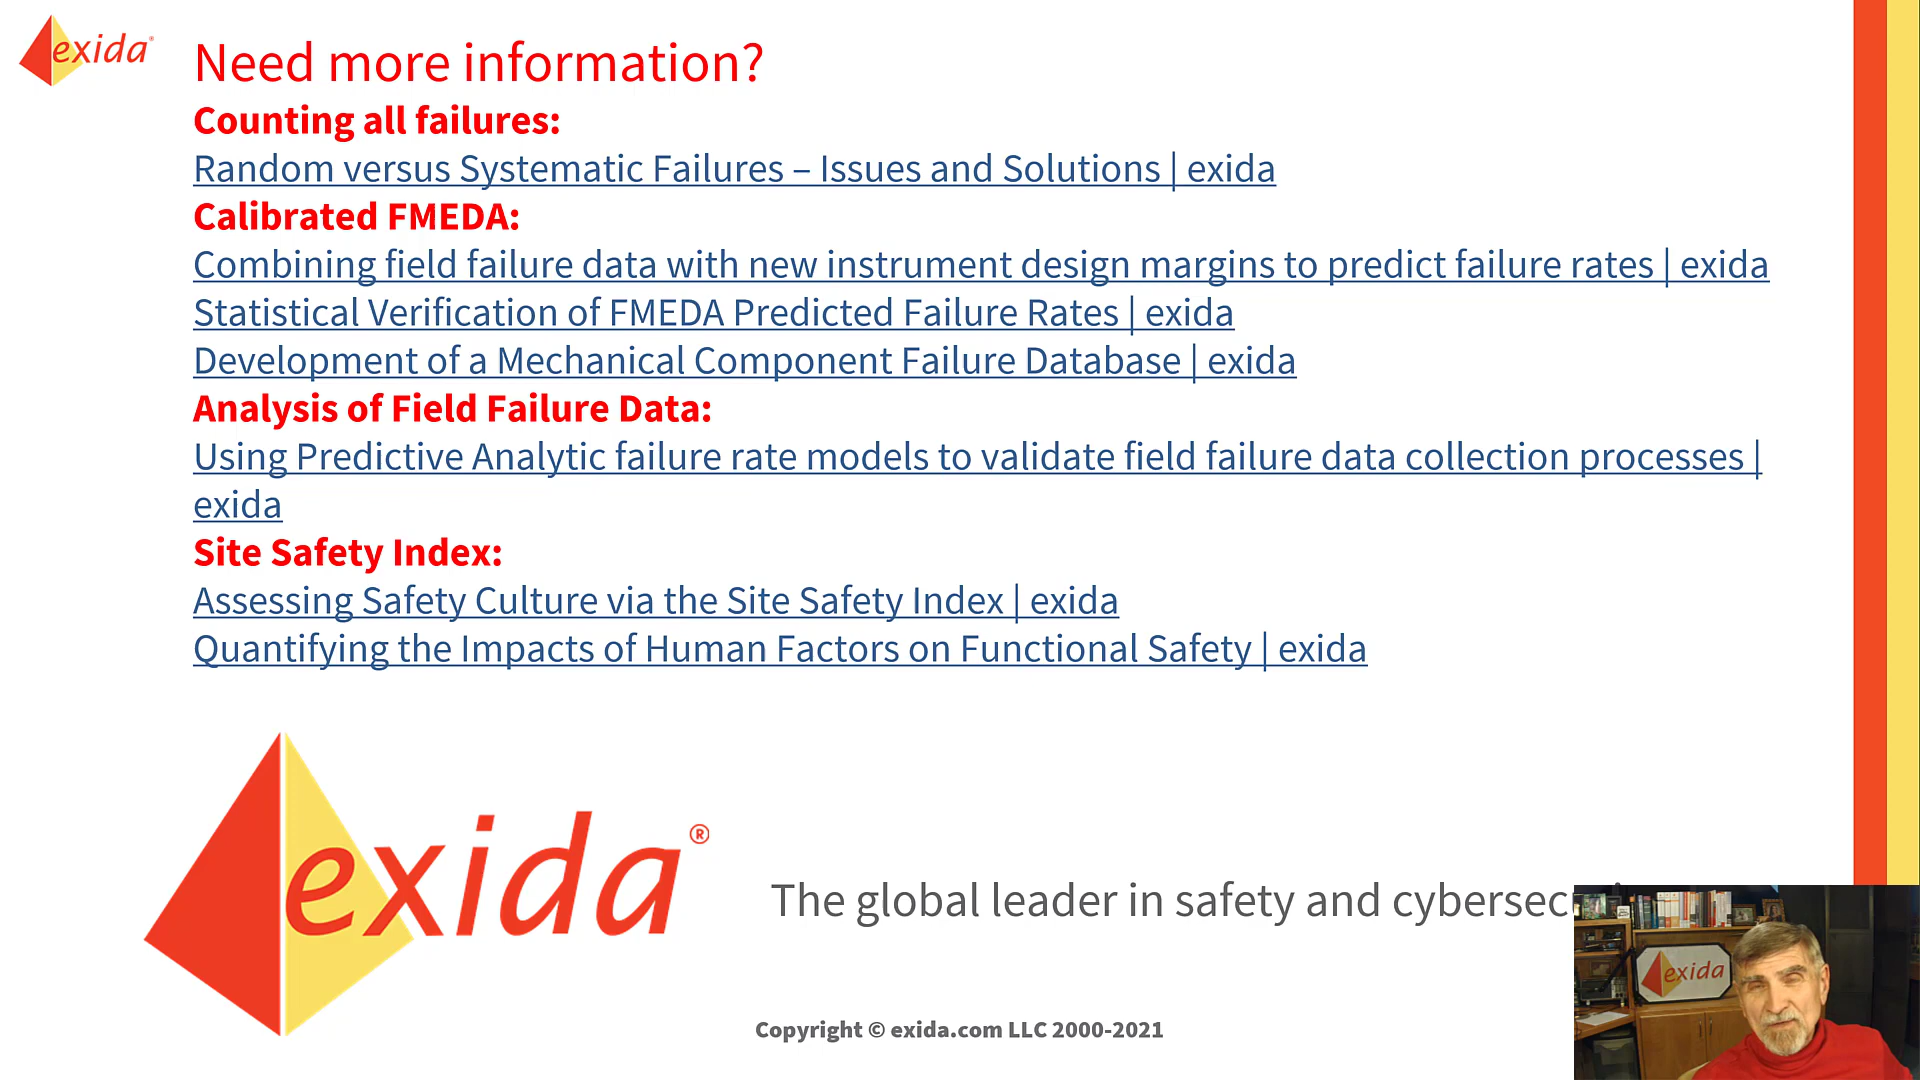 exida®
Need more information?
Counting all failures:
Random versus Systematic Failures – Issues and Solutions | exida
Calibrated FMEDA:
Combining field failure data with new instrument design margins to predict failure rates | exida
Statistical Verification of FMEDA Predicted Failure Rates | exida
Development of a Mechanical Component Failure Database | exida
Analysis of Field Failure Data:
Using Predictive Analytic failure rate models to validate field failure data collection processes |
exida
Site Safety Index:
Assessing Safety Culture via the Site Safety Index | exida
Quantifying the Impacts of Human Factors on Functional Safety | exida
exida®
The global leader in safety and
exida
Copyright © exida.com LLC 2000-2021